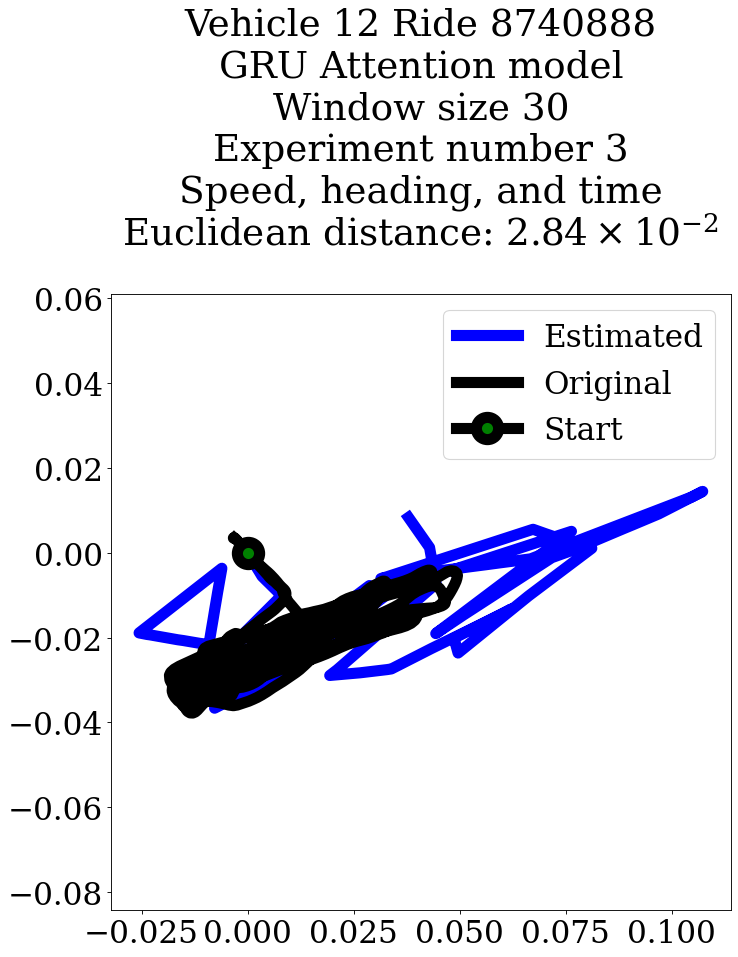 Vehicle 12 Ride 8740888
GRU Attention model
Window size 30
Experiment number 3
Speed, heading, and time
Euclidean distance: 2.84 × 10⁻²
0.06
0.04
0.02
0.00
−0.02
−0.04
−0.06
−0.08
Estimated
Original
Start
−0.025 0.000 0.025 0.050 0.075 0.100